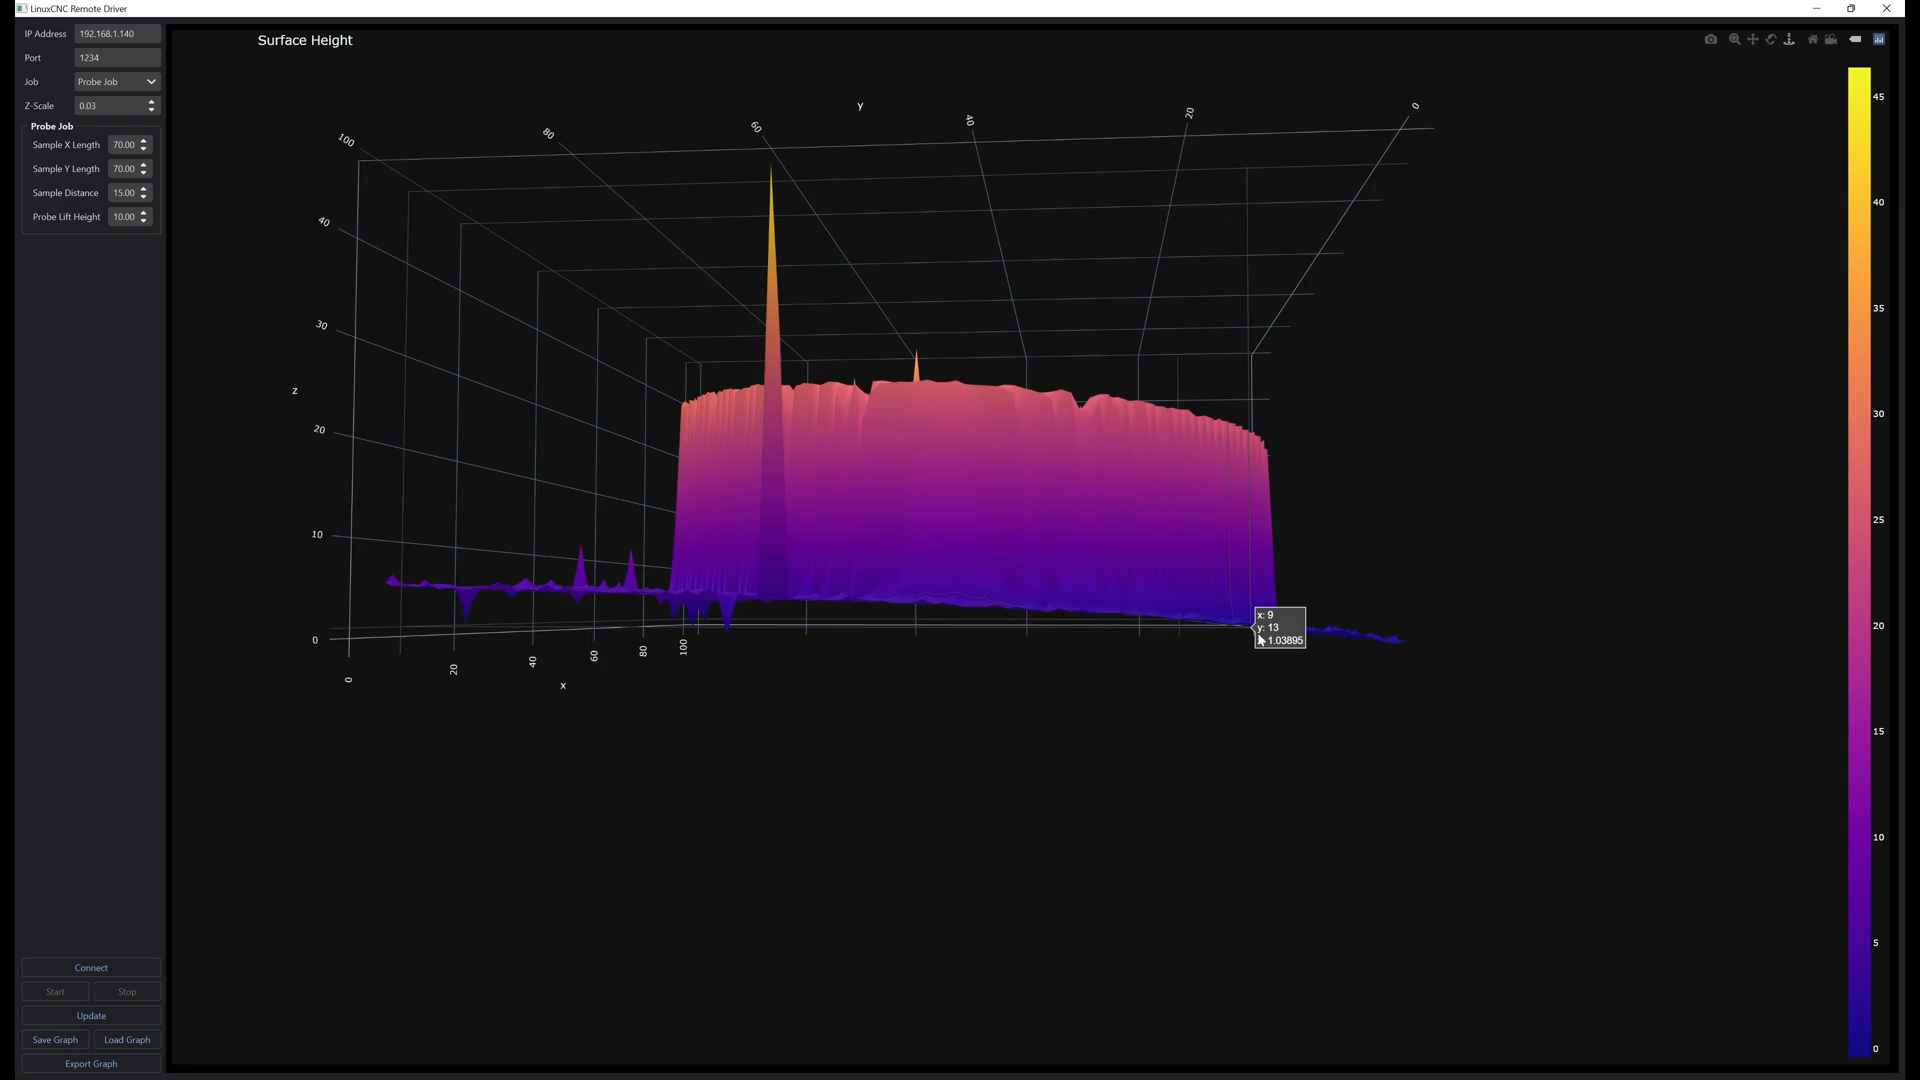 LinuxCNC Remote Driver
IP Address 192.168.1.140
Port 1234
Job Probe Job
Z-Scale 0.03
Probe Job
Sample X Length 70.00
Sample Y Length 70.00
Sample Distance 15.00
Probe Lift Height 10.00
Connect
Start Stop
Update
Save Graph Load Graph
Export Graph
Surface Height
y
100 80 60 40 20 0
z
40
30
20
10
0
0 20 40 60 80 100
x
x: 9
y: 13
1.03895
45
40
35
30
25
20
15
10
5
0